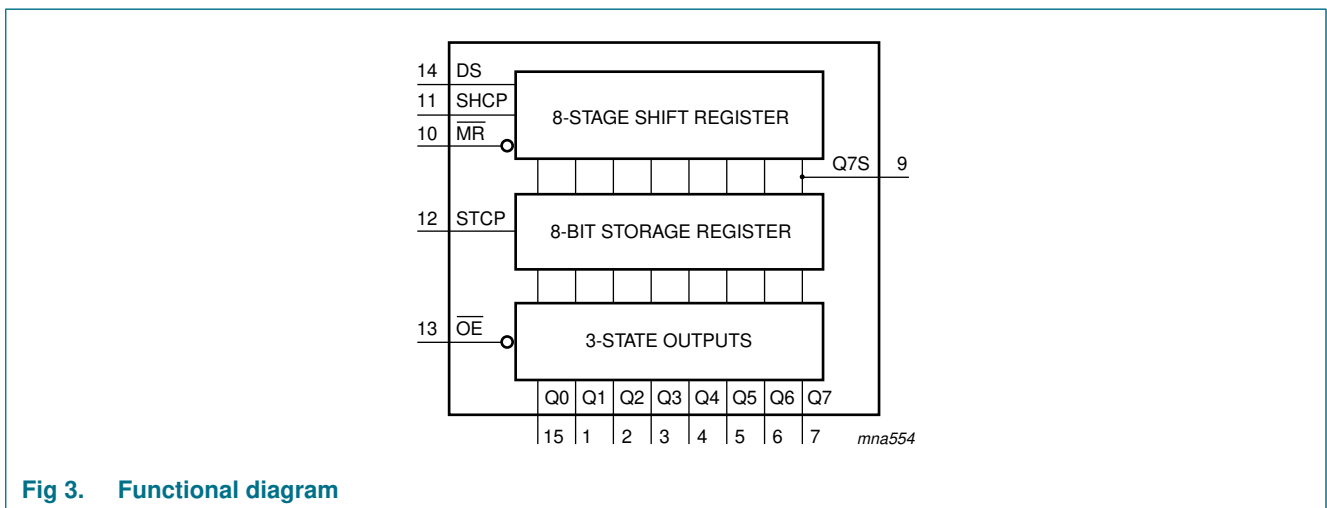 14 DS
11 SHCP
8-STAGE SHIFT REGISTER
10 M̅R̅
Q7S 9
12 STCP
8-BIT STORAGE REGISTER
13 O̅E̅
3-STATE OUTPUTS
Q0 Q1 Q2 Q3 Q4 Q5 Q6 Q7
15 1 2 3 4 5 6 7 mna554
Fig 3. Functional diagram